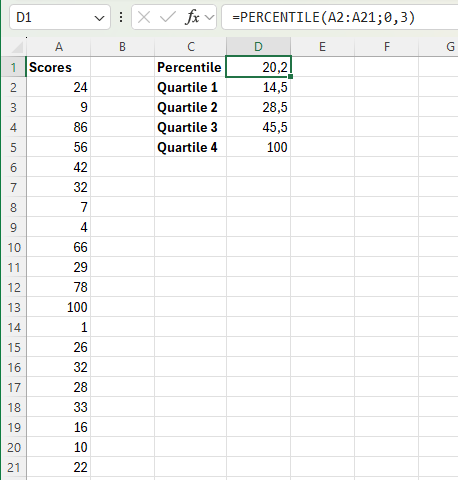 D1 fx =PERCENTILE(A2:A21;0,3)
A B C D E F G
1 Scores Percentile 20,2
2 24 Quartile 1 14,5
3 9 Quartile 2 28,5
4 86 Quartile 3 45,5
5 56 Quartile 4 100
6 42
7 32
8 7
9 4
10 66
11 29
12 78
13 100
14 1
15 26
16 32
17 28
18 33
19 16
20 10
21 22